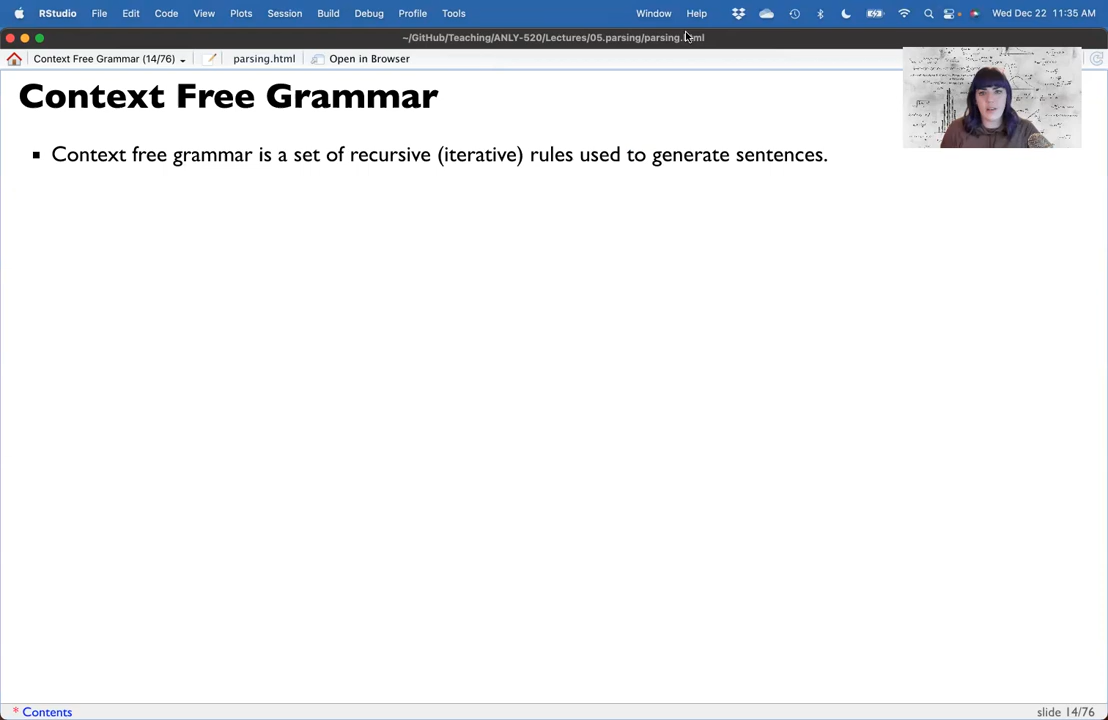 RStudio File Edit Code View Plots Session Build Debug Profile Tools Window Help Wed Dec 22 11:35 AM
~/GitHub/Teaching/ANLY-520/Lectures/05.parsing/parsing.html
Context Free Grammar (14/76) parsing.html Open in Browser
Context Free Grammar
▪ Context free grammar is a set of recursive (iterative) rules used to generate sentences.
* Contents slide 14/76